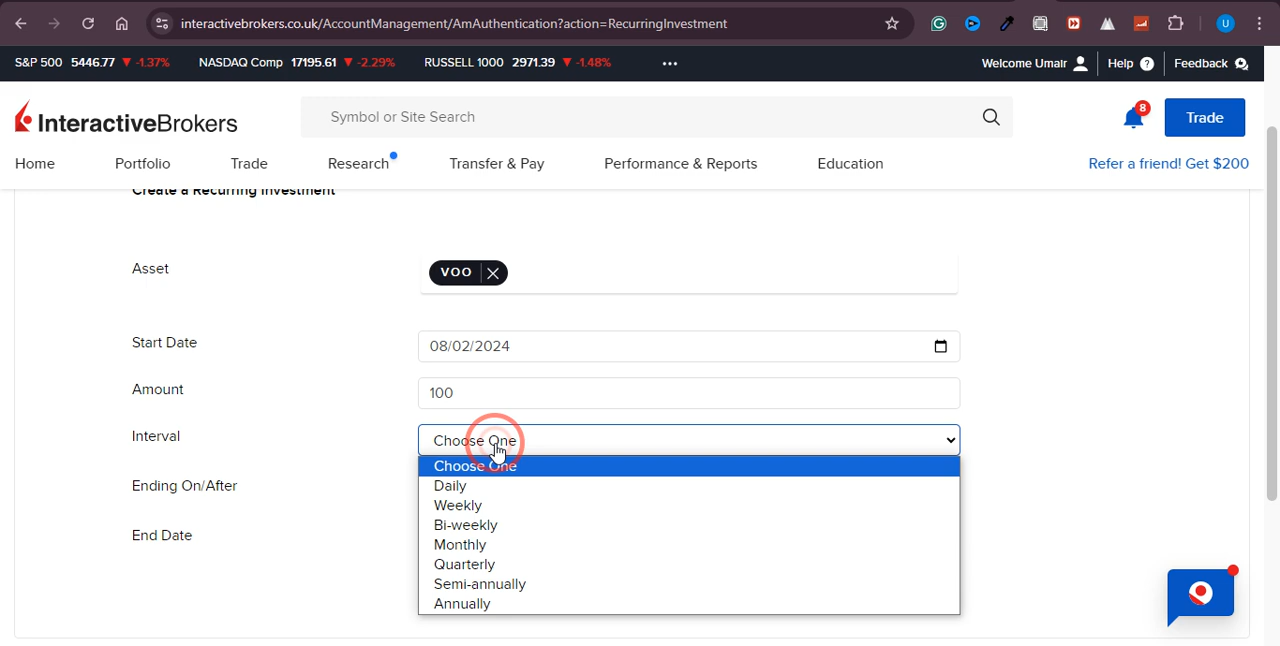 interactivebrokers.co.uk/AccountManagement/AmAuthentication?action=RecurringInvestment
U
S&P 500 5446.77 ▼ -1.37% NASDAQ Comp 17195.61 ▼ -2.29% RUSSELL 1000 2971.39 ▼ -1.48% ••• Welcome Umair Help ? Feedback
InteractiveBrokers
Symbol or Site Search
8
Trade
Home Portfolio Trade Research Transfer & Pay Performance & Reports Education Refer a friend! Get $200
Create a Recurring Investment
Asset VOO
Start Date 08/02/2024
Amount 100
Interval Choose One
Choose One
Daily
Ending On/After
Weekly
Bi-weekly
End Date
Monthly
Quarterly
Semi-annually
Annually